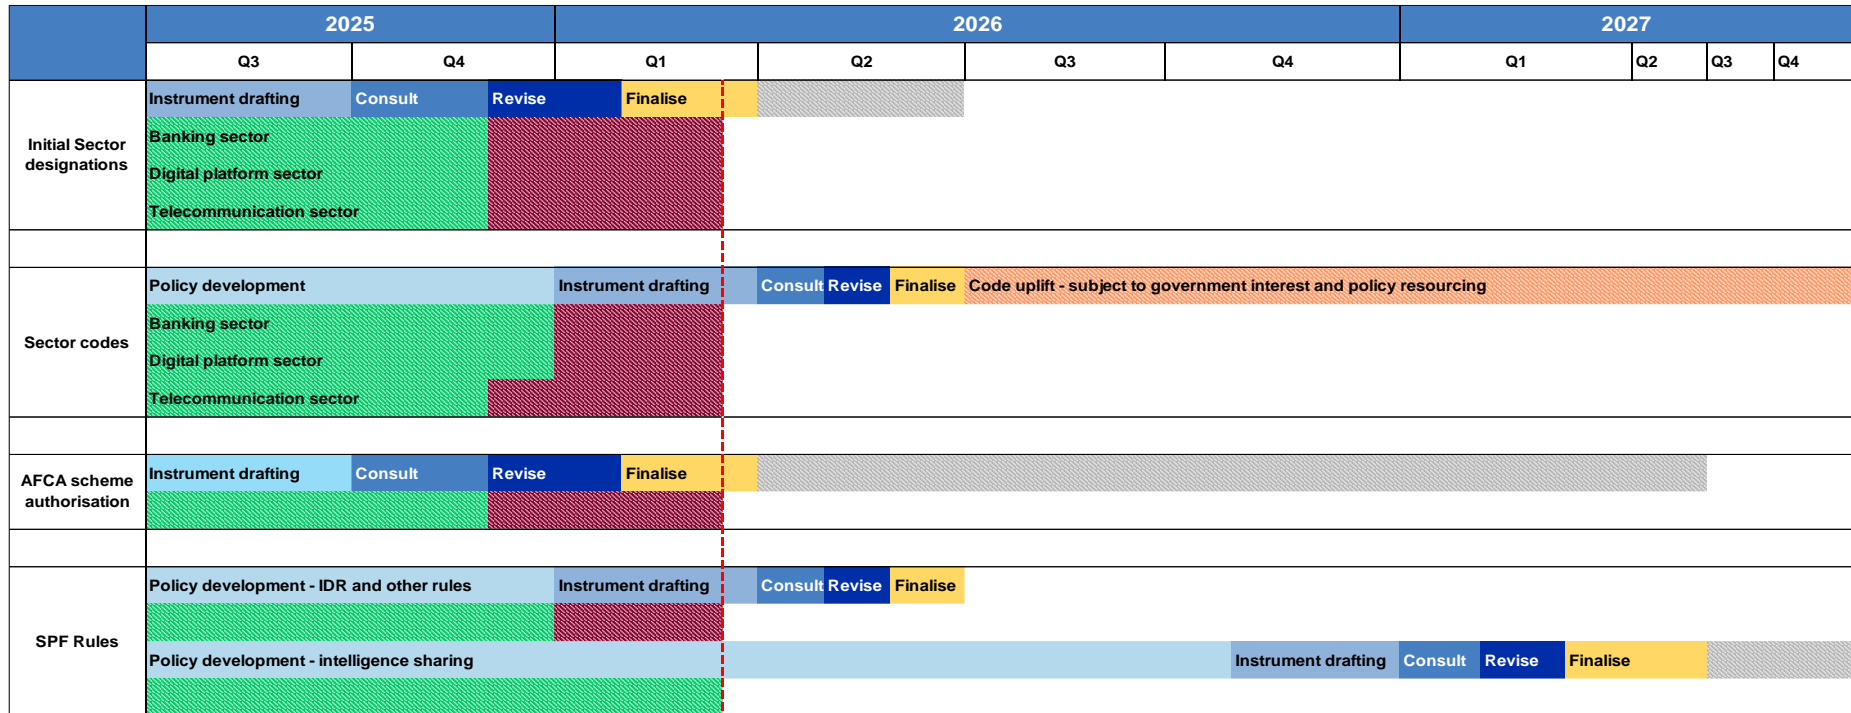 2025 2026 2027
Q3 Q4 Q1 Q2 Q3 Q4 Q1 Q2 Q3 Q4
Initial Sector
designations
Instrument drafting Consult Revise Finalise
Banking sector
Digital platform sector
Telecommunication sector
Sector codes
Policy development Instrument drafting Consult Revise Finalise Code uplift - subject to government interest and policy resourcing
Banking sector
Digital platform sector
Telecommunication sector
AFCA scheme
authorisation
Instrument drafting Consult Revise Finalise
SPF Rules
Policy development - IDR and other rules Instrument drafting Consult Revise Finalise
Policy development - intelligence sharing Instrument drafting Consult Revise Finalise